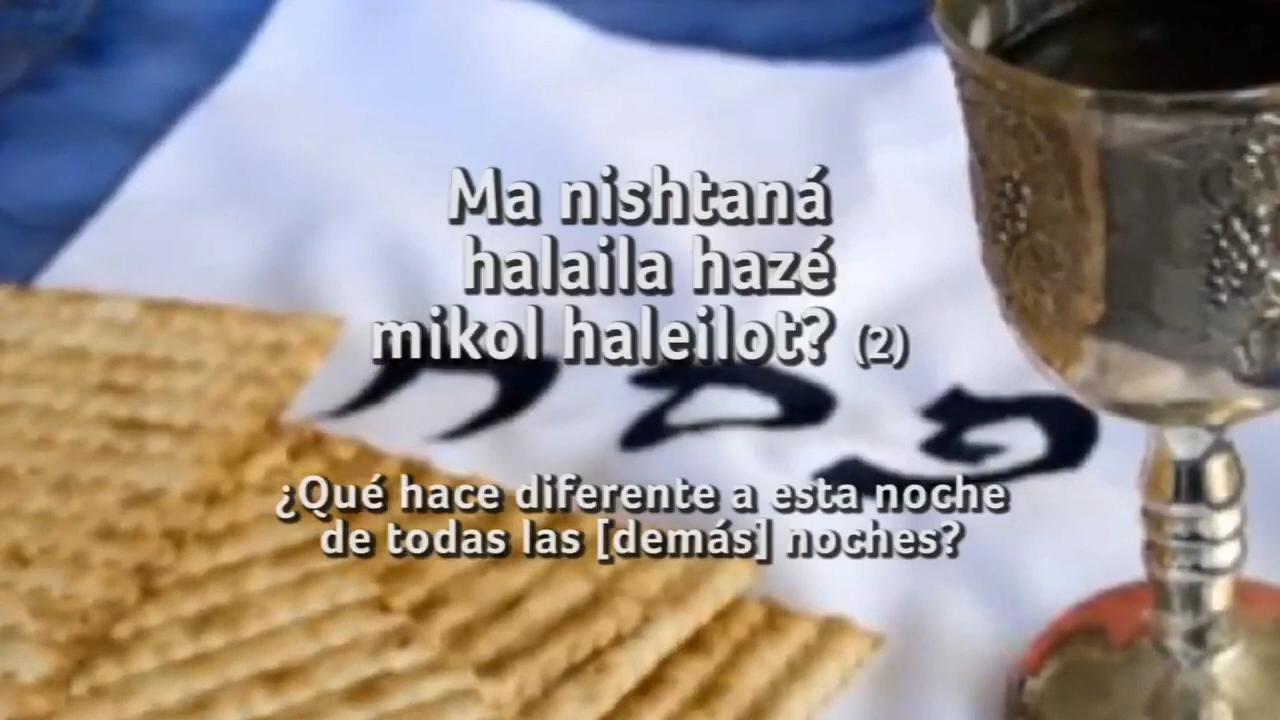 Ma nishtaná
halaila hazé
mikol haleilot? (2)
פסח
¿Qué hace diferente a esta noche
de todas las [demás] noches?